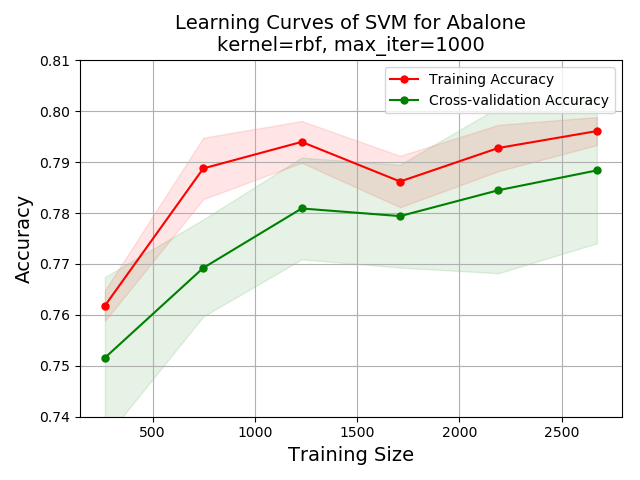 Learning Curves of SVM for Abalone
kernel=rbf, max_iter=1000
0.81
0.80
0.79
0.78
0.77
0.76
0.75
0.74
Accuracy
Training Accuracy
Cross-validation Accuracy
500
1000
1500
2000
2500
Training Size